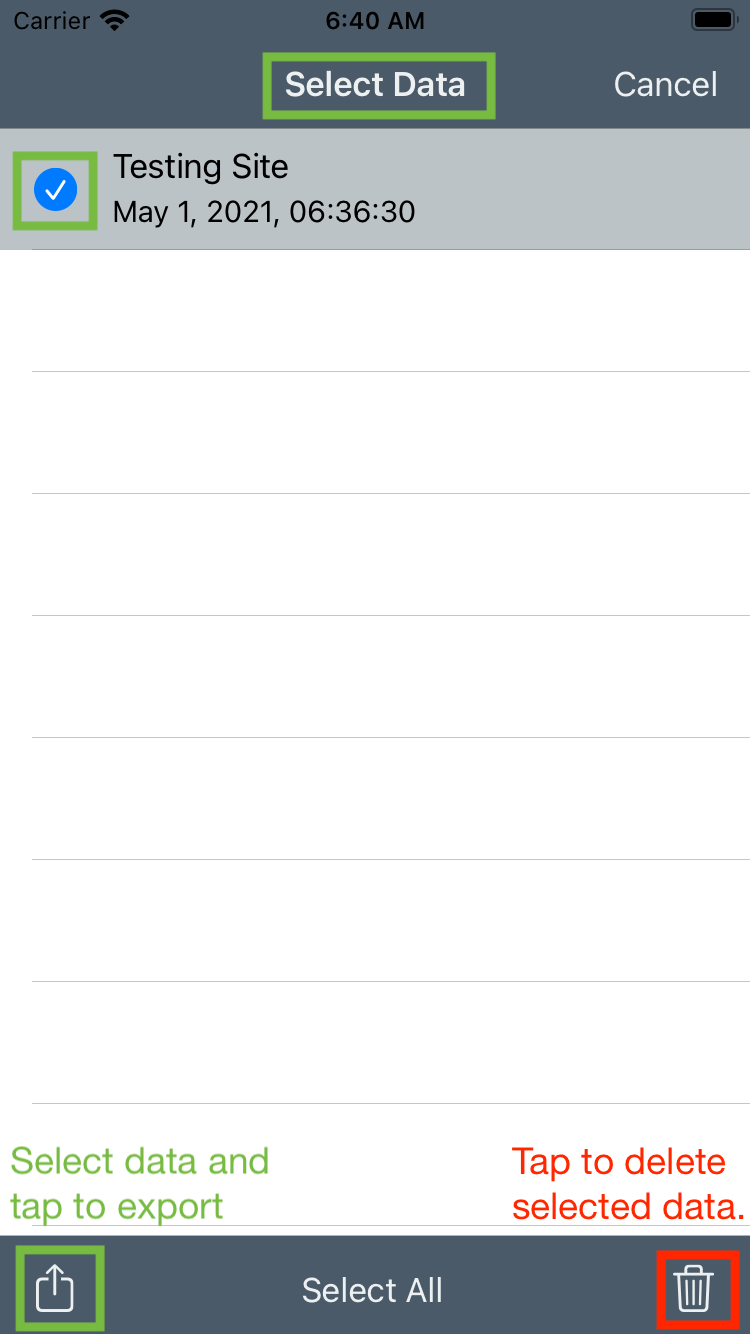 Carrier
6:40 AM
Select Data
Cancel
Testing Site
May 1, 2021, 06:36:30
Select data and
tap to export
Tap to delete
selected data.
Select All